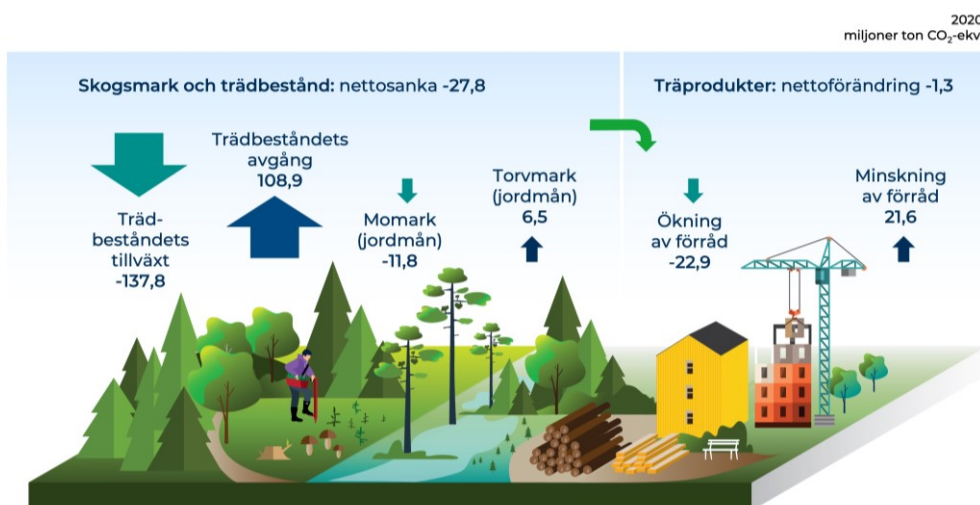 2020
miljoner ton CO₂-ekv
Skogsmark och trädbestånd: nettosanka -27,8
Träprodukter: nettoförändring -1,3
Trädbeståndets
avgång
108,9
Träd-
beståndets
tillväxt
-137,8
Momark
(jordmån)
-11,8
Torvmark
(jordmån)
6,5
Ökning
av förråd
-22,9
Minskning
av förråd
21,6